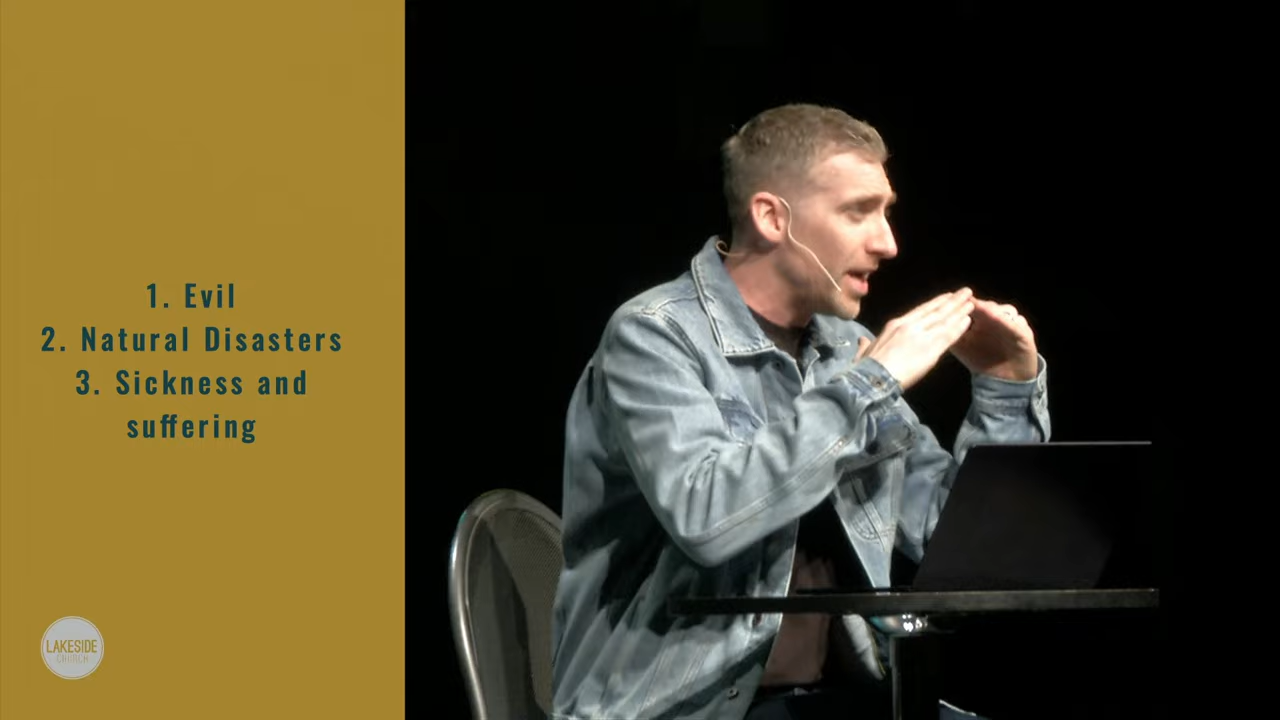 1. Evil
2. Natural Disasters
3. Sickness and
suffering
LAKESIDE
CHURCH